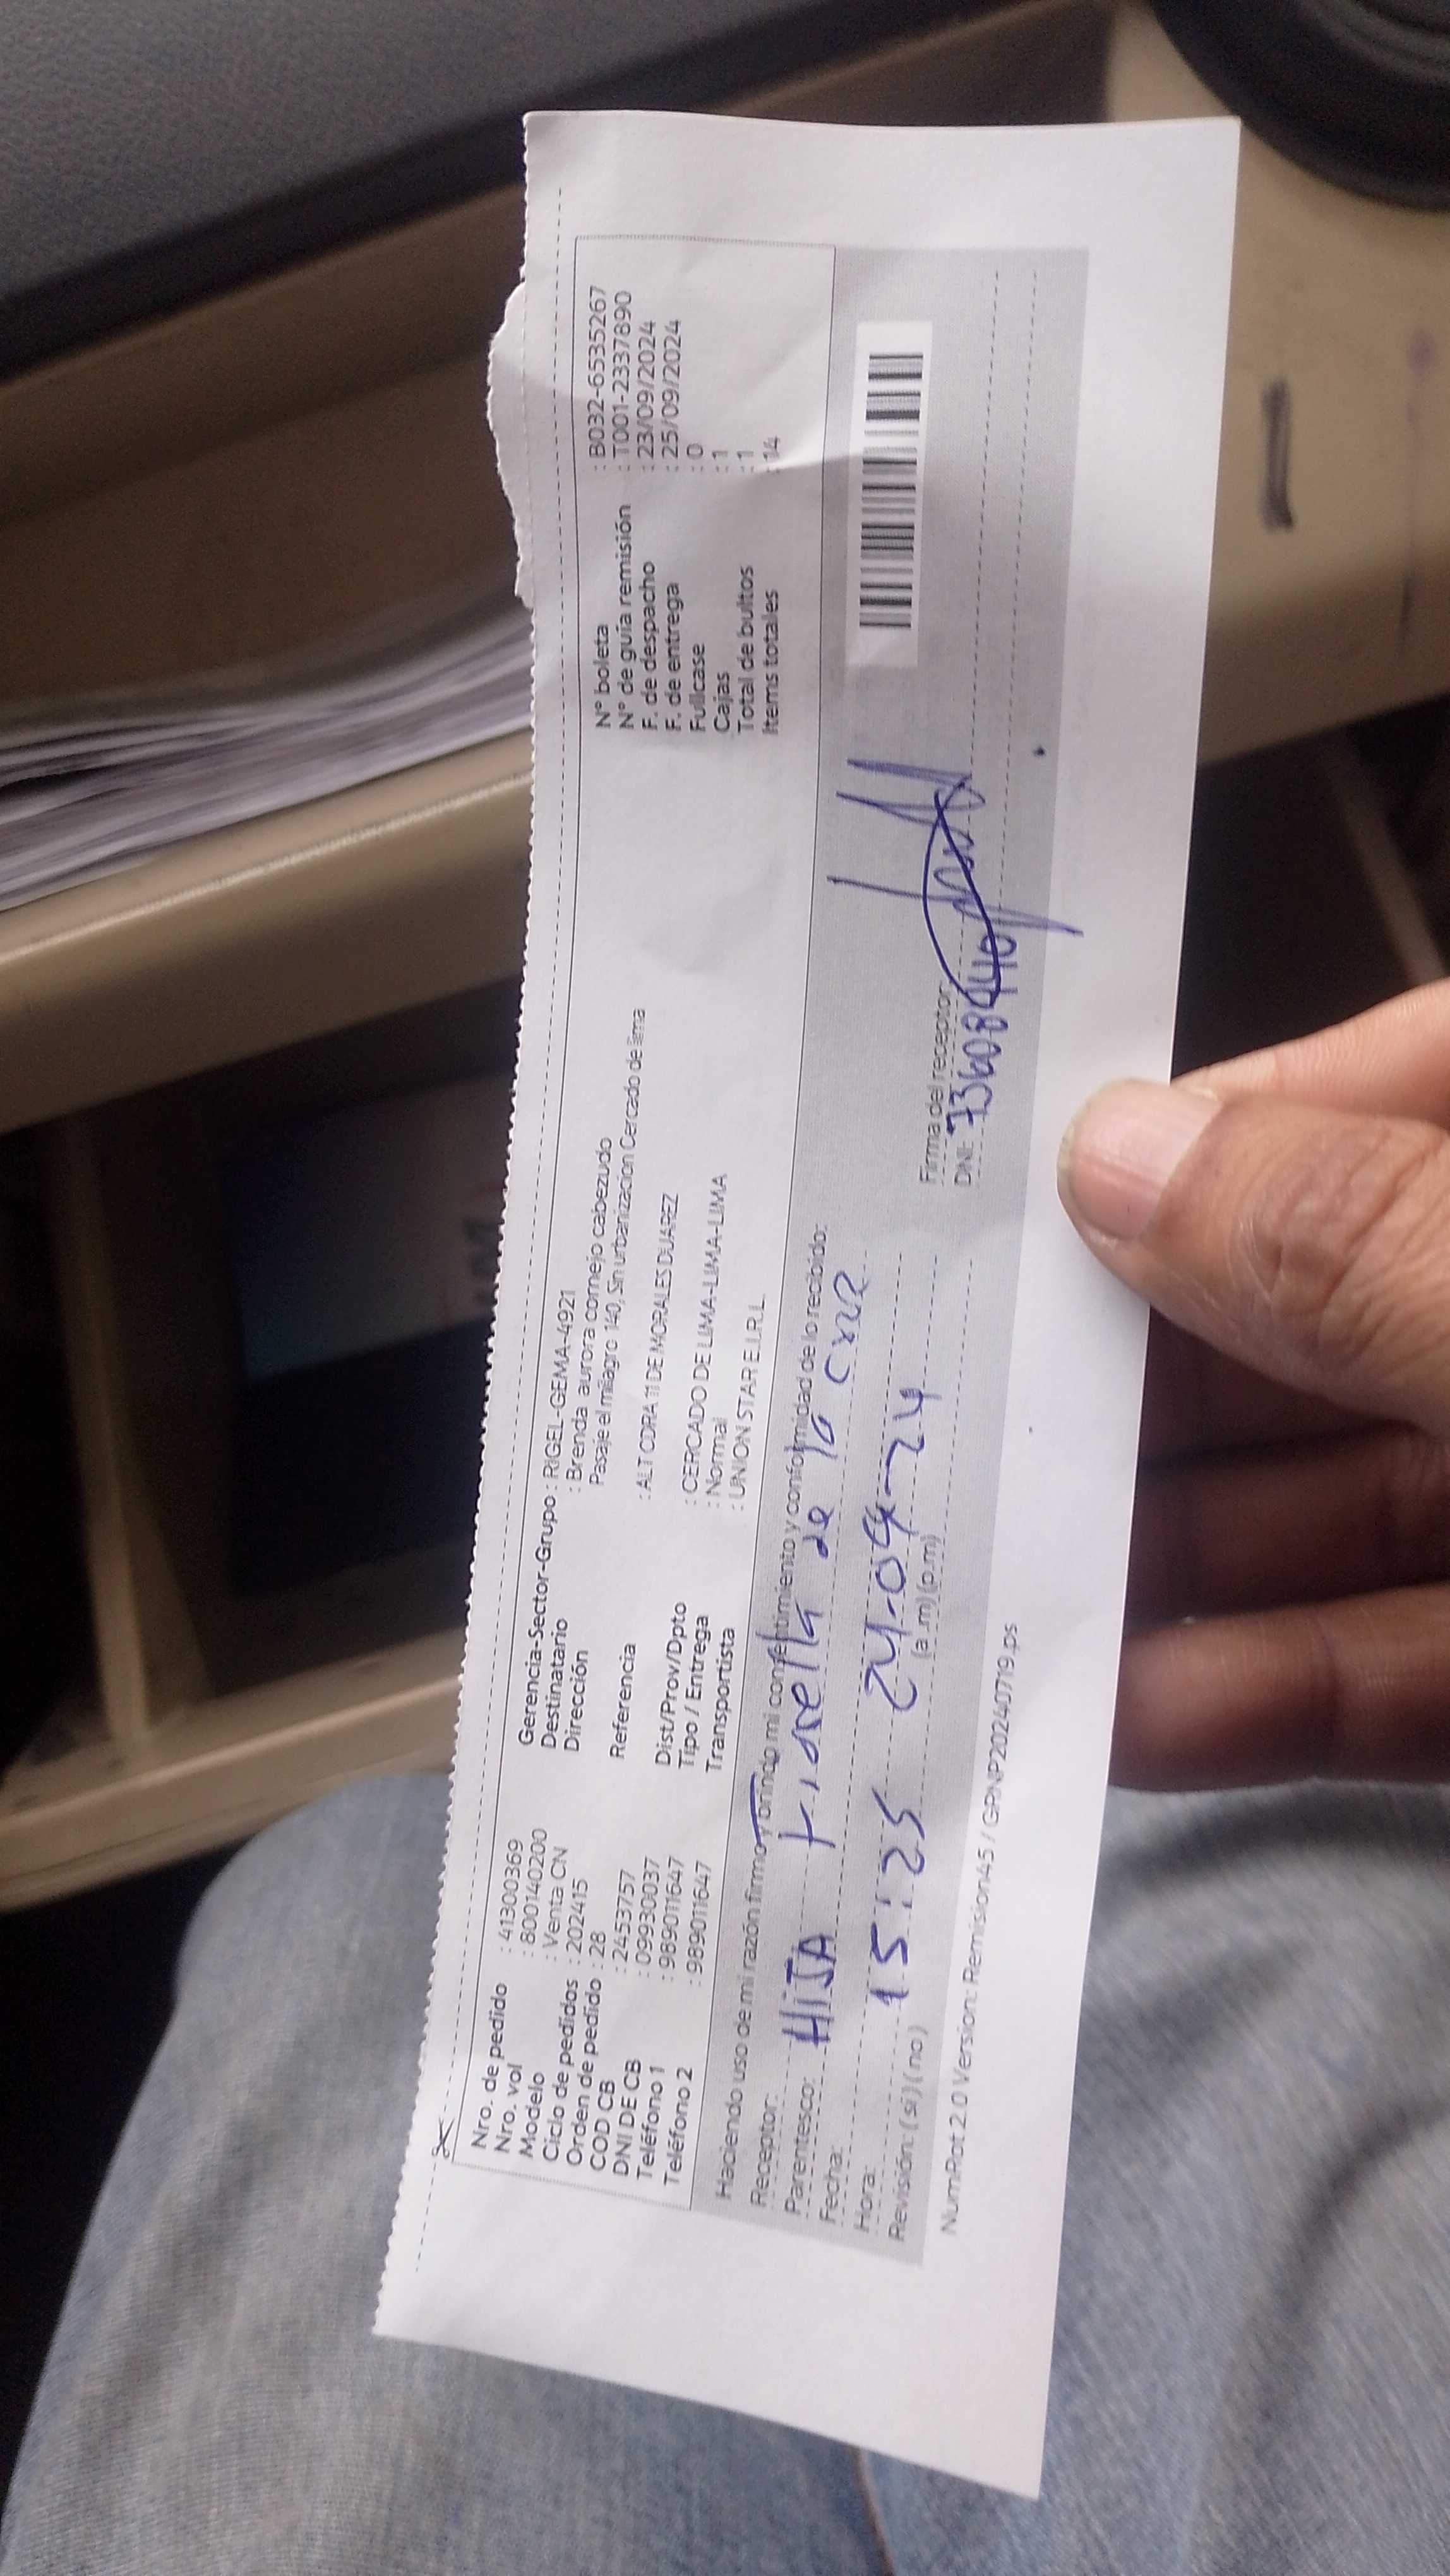 Nro. de pedido : 41300369
Nro. vol : 800140200
Modelo : Venta CN
Ciclo de pedidos : 202415
Orden de pedido : 28
COD CB : 24537757
DNI DE CB : 09930037
Teléfono 1 : 989011647
Teléfono 2 : 989011647
Gerencia-Sector-Grupo : RIGEL-GEMA-4921
Destinatario : Brenda aurora cornejo cabezudo
Dirección Pasaje el milagro 140, Sin urbanizacion Cercado de lima
Referencia : ALT CDRA 11 DE MORALES DUAREZ
Dist/Prov/Dpto : CERCADO DE LIMA-LIMA-LIMA
Tipo / Entrega : Normal
Transportista : UNION STAR E.I.R.L.
N° boleta : B032-6535267
N° de guía remisión : T001-2337890
F. de despacho : 23/09/2024
F. de entrega : 25/09/2024
Fullcase : 0
Cajas : 1
Total de bultos : 1
Items totales : 14
Haciendo uso de mi razón firmo y brindo mi consentimiento y conformidad de lo recibido:
Receptor:
Parentesco: HiJA Fiorella de la Cruz
Fecha:
Hora: 15:25 24-09-24
Revisión: (si) (no) (a.m) (p.m)
Firma del receptor
DNI: 73608440
NumPot 2.0 Version: Remision45 / GRNP20240719.ps